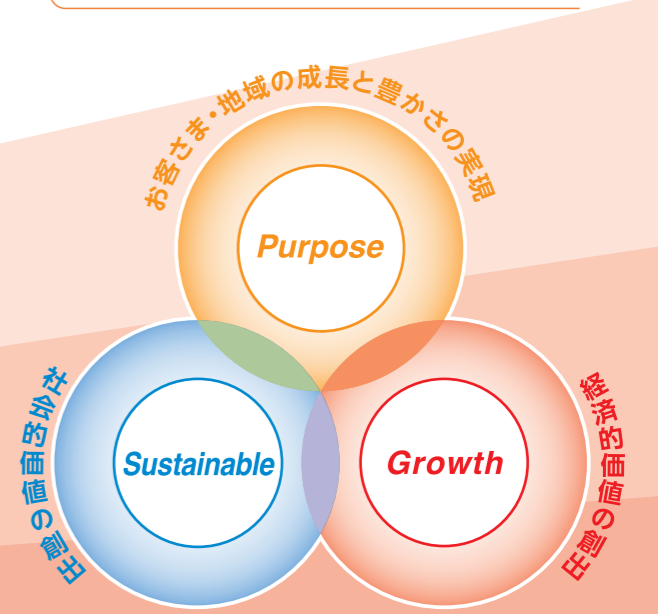 お客さま・地域の成長と豊かさの実現
Purpose
社会的価値の創出
Sustainable
Growth
経済的価値の創出